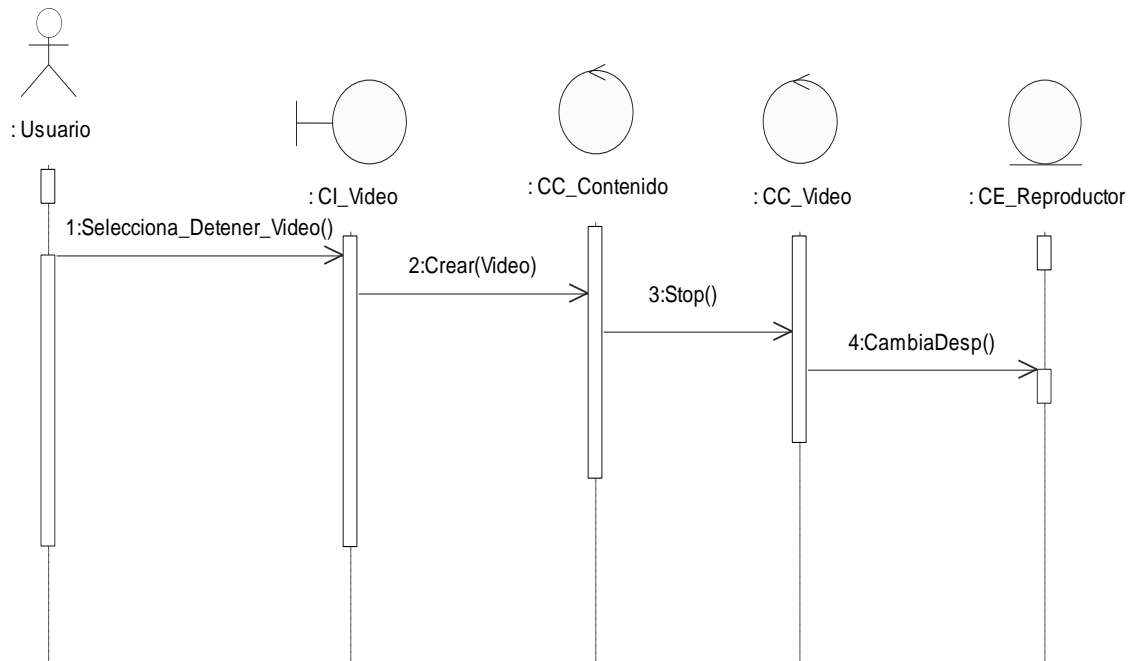 : Usuario
: CI_Video
: CC_Contenido
: CC_Video
: CE_Reproductor
1:Selecciona_Detener_Video()
2:Crear(Video)
3:Stop()
4:CambiaDesp()